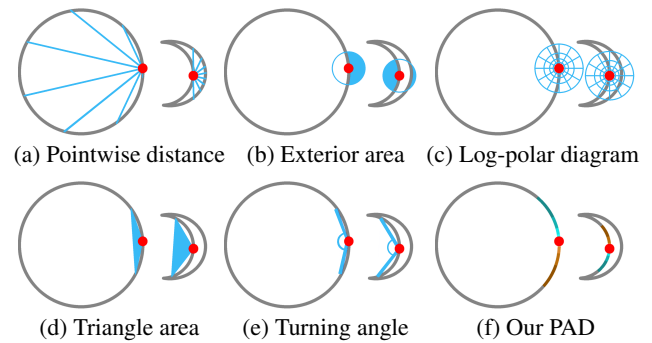 (a) Pointwise distance (b) Exterior area (c) Log-polar diagram
(d) Triangle area (e) Turning angle (f) Our PAD